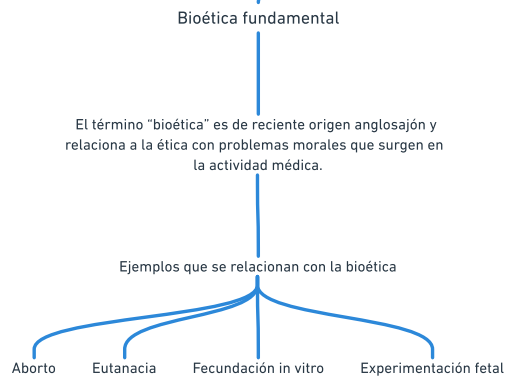 Bioética fundamental
El término “bioética” es de reciente origen anglosajón y
relaciona a la ética con problemas morales que surgen en
la actividad médica.
Ejemplos que se relacionan con la bioética
Aborto
Eutanacia
Fecundación in vitro
Experimentación fetal